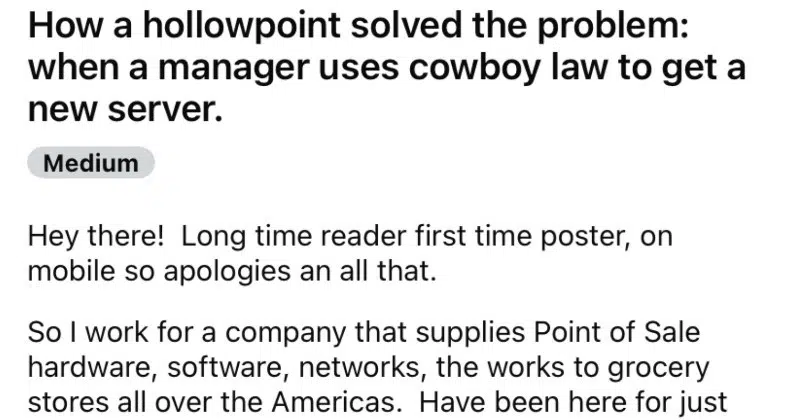 How a hollowpoint solved the problem:
when a manager uses cowboy law to get a
new server.
Medium
Hey there!  Long time reader first time poster, on
mobile so apologies an all that.
So I work for a company that supplies Point of Sale
hardware, software, networks, the works to grocery
stores all over the Americas.  Have been here for just